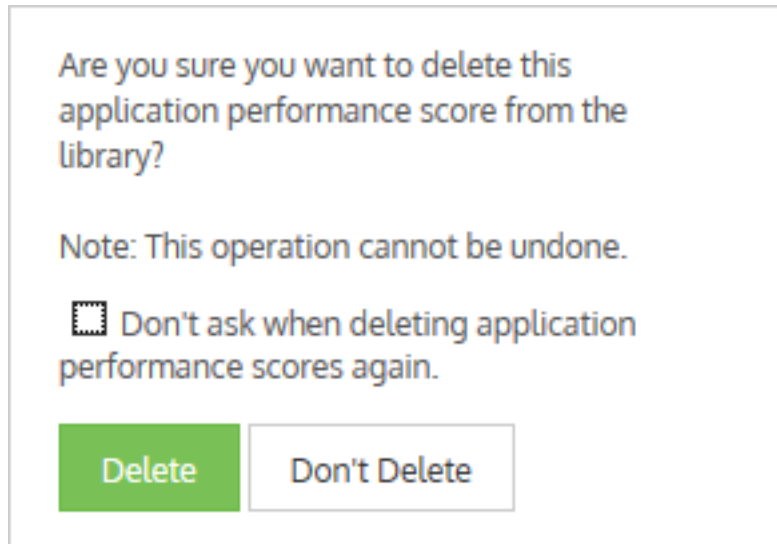 Are you sure you want to delete this
application performance score from the
library?
Note: This operation cannot be undone.
Don't ask when deleting application
performance scores again.
Delete
Don't Delete